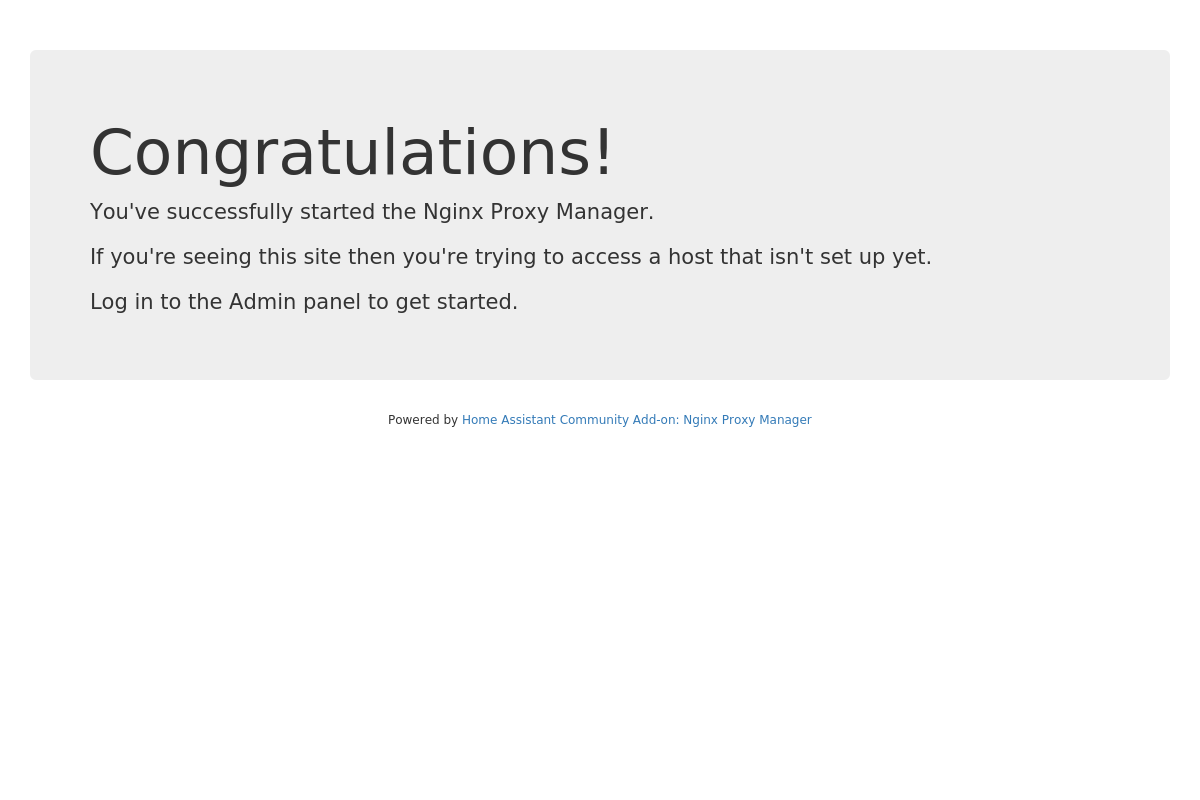 Congratulations!
You've successfully started the Nginx Proxy Manager.
If you're seeing this site then you're trying to access a host that isn't set up yet.
Log in to the Admin panel to get started.
Powered by Home Assistant Community Add-on: Nginx Proxy Manager